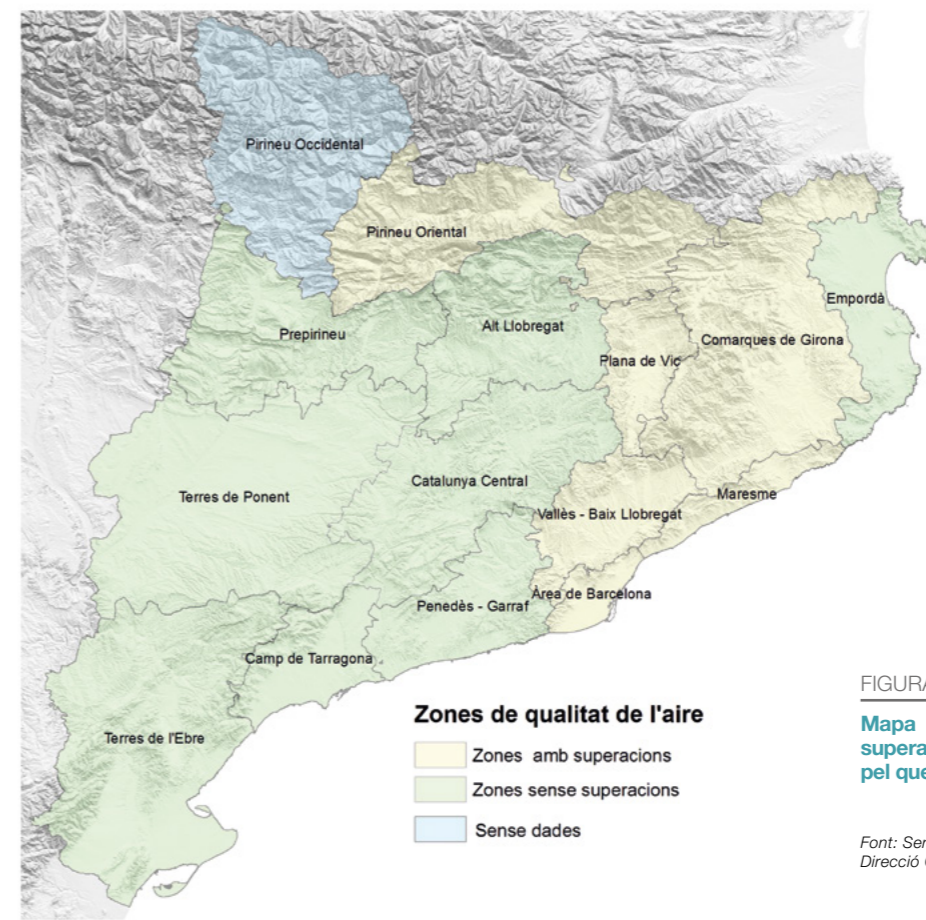 Pirineu Occidental
Pirineu Oriental
Empordà
Prepirineu
Alt Llobregat
Comarques de Girona
Plana de Vic
Catalunya Central
Terres de Ponent
Maresme
Vallès - Baix Llobregat
Àrea de Barcelona
Penedès - Garraf
Camp de Tarragona
Terres de l'Ebre
Zones de qualitat de l'aire
Zones amb superacions
Zones sense superacions
Sense dades
FIGURA
Mapa
pel que
Font:
Direcció